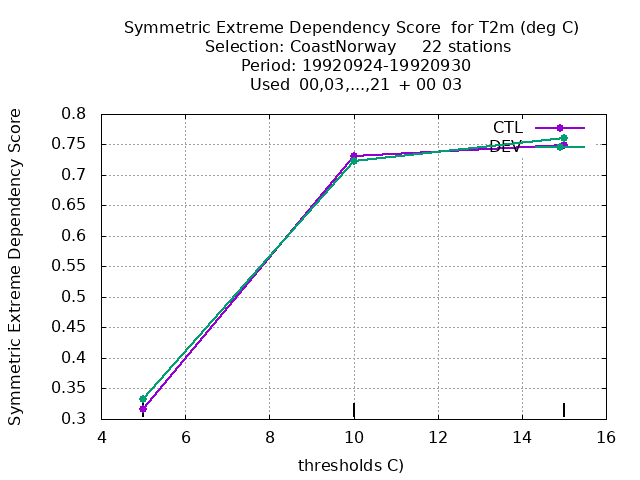 Symmetric Extreme Dependency Score  for T2m (deg C)
Selection: CoastNorway     22 stations
Period: 19920924-19920930
Used  00,03,...,21  + 00 03
Symmetric Extreme Dependency Score
0.8
0.75
0.7
0.65
0.6
0.55
0.5
0.45
0.4
0.35
0.3
CTL
DEV
4 6 8 10 12 14 16
thresholds C)